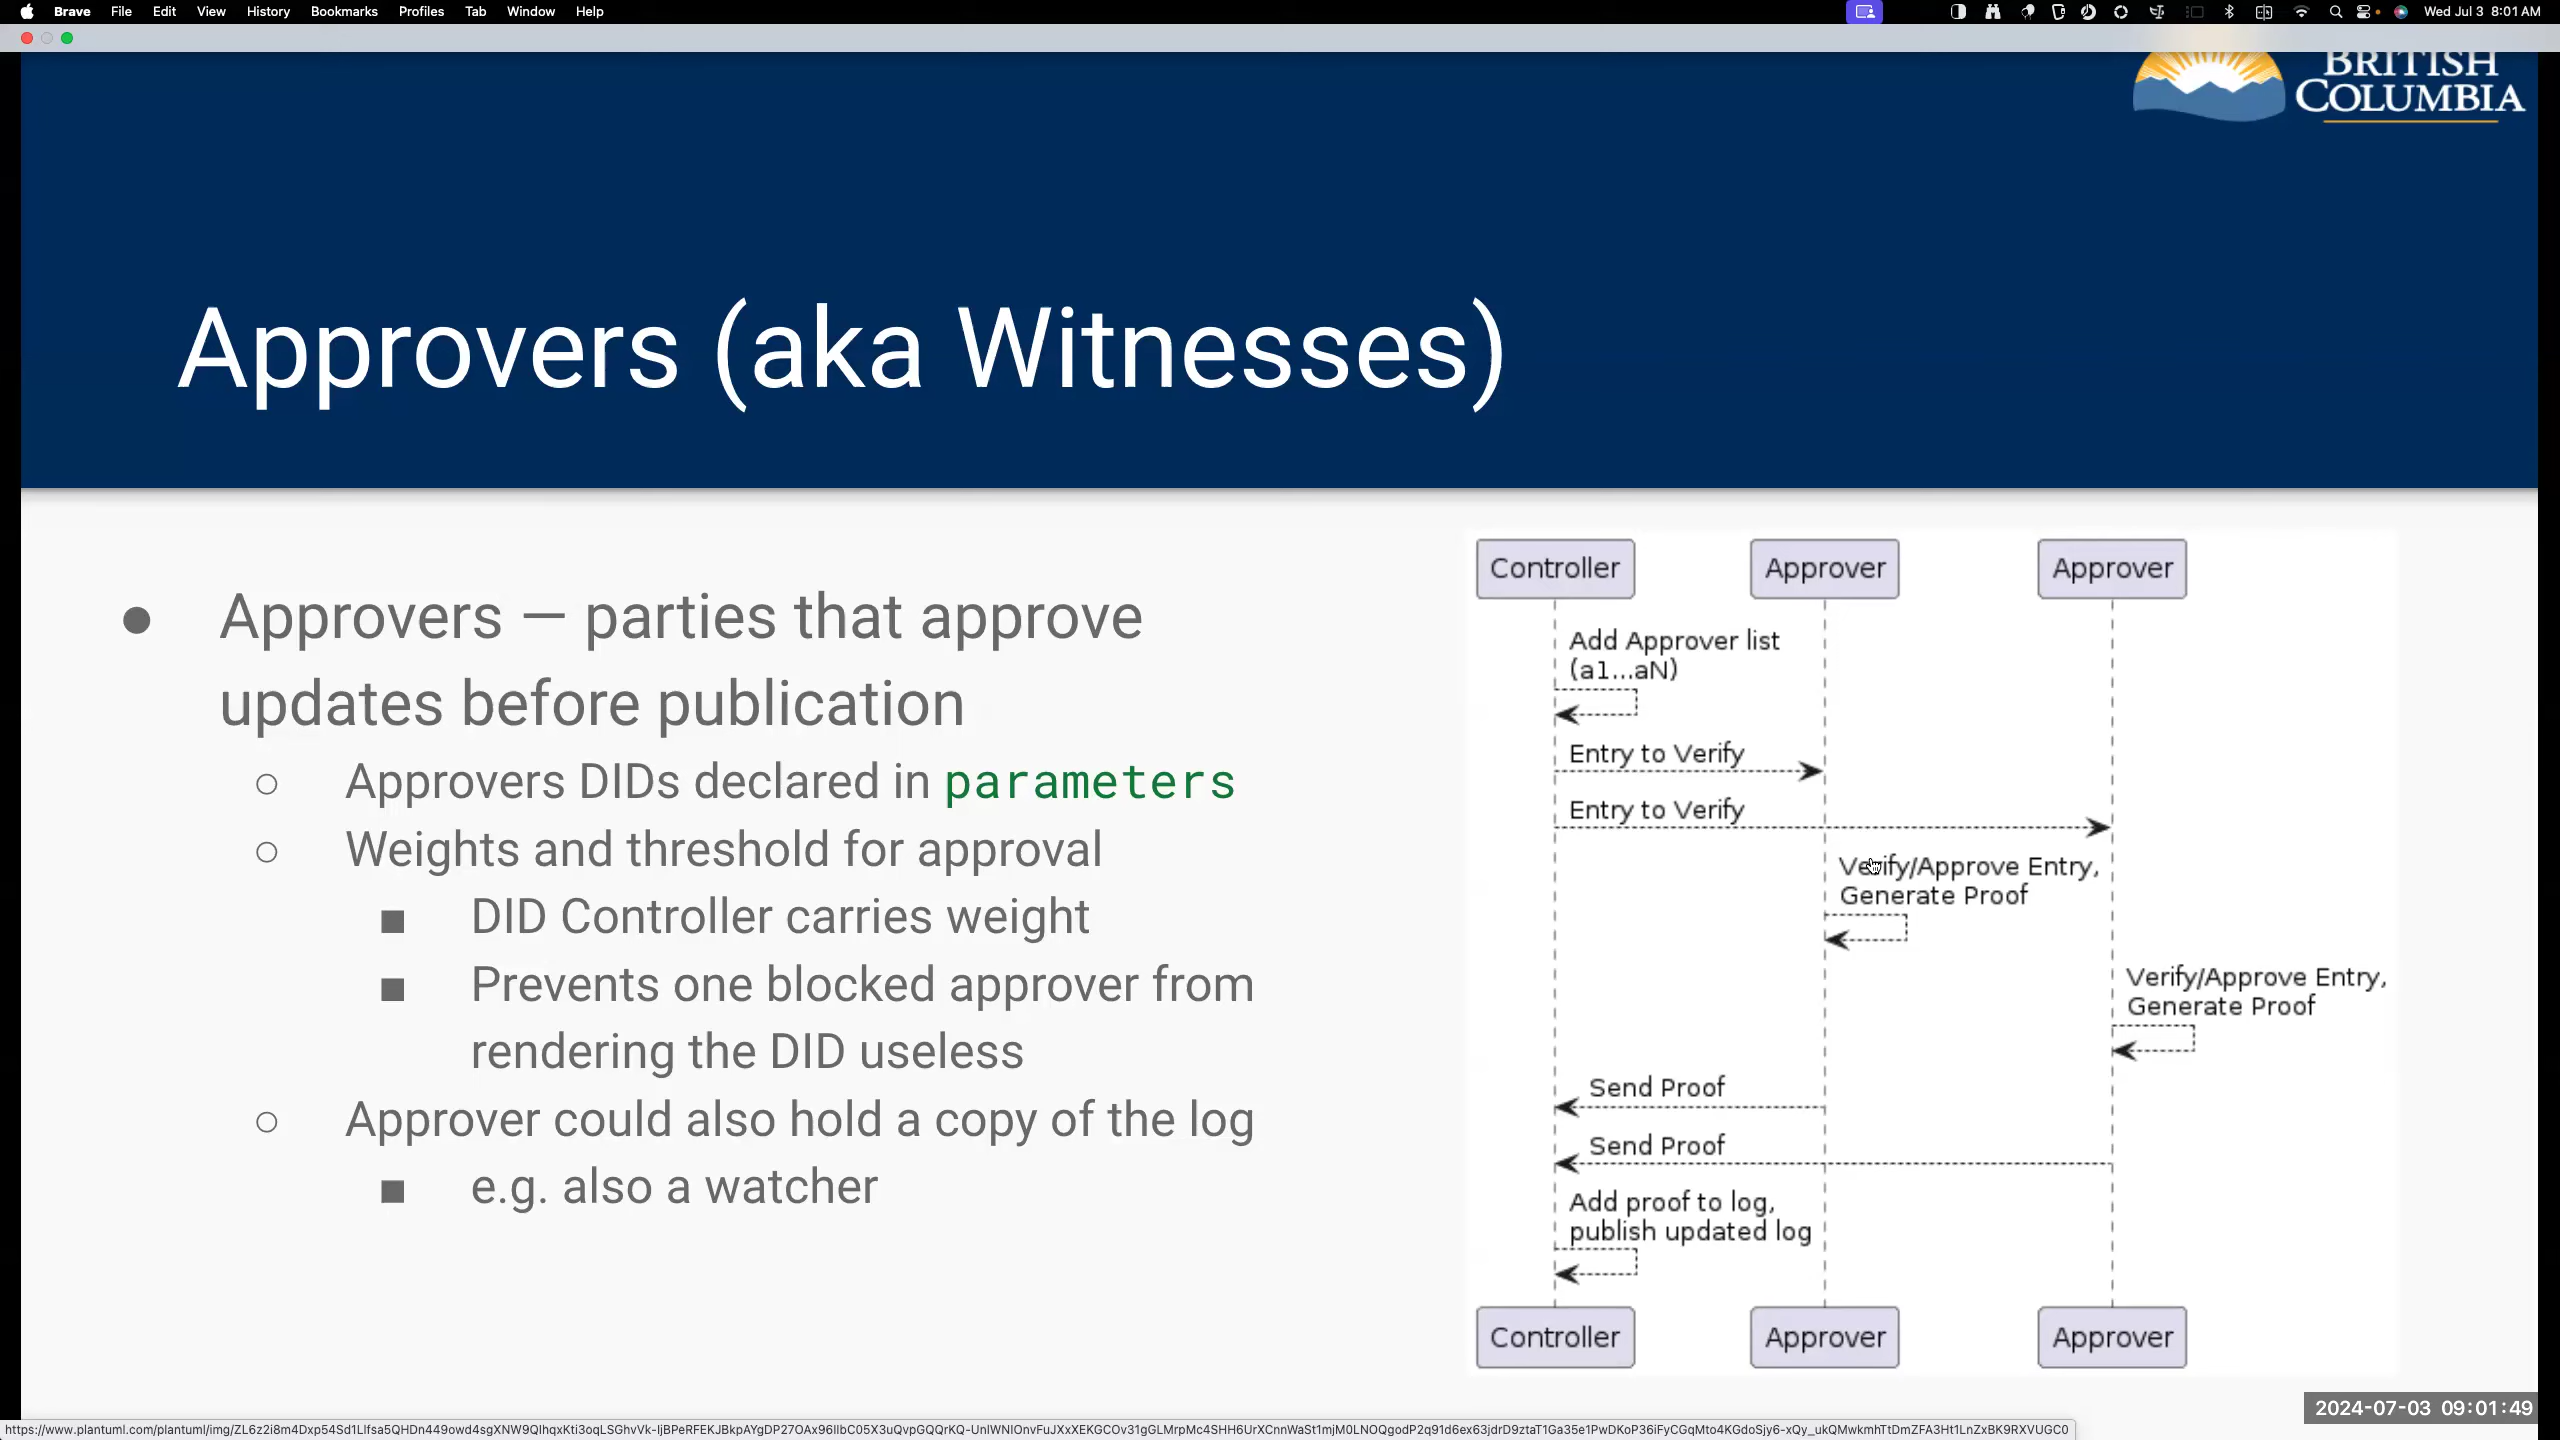 Brave File Edit View History Bookmarks Profiles Tab Window Help
Wed Jul 3 8:01 AM
BRITISH
COLUMBIA
Approvers (aka Witnesses)
● Approvers — parties that approve
updates before publication
○ Approvers DIDs declared in parameters
○ Weights and threshold for approval
■ DID Controller carries weight
■ Prevents one blocked approver from
rendering the DID useless
○ Approver could also hold a copy of the log
■ e.g. also a watcher
Controller Approver Approver
Add Approver list
(a1...aN)
Entry to Verify
Entry to Verify
Verify/Approve Entry,
Generate Proof
Verify/Approve Entry,
Generate Proof
Send Proof
Send Proof
Add proof to log,
publish updated log
Controller Approver Approver
2024-07-03 09:01:49